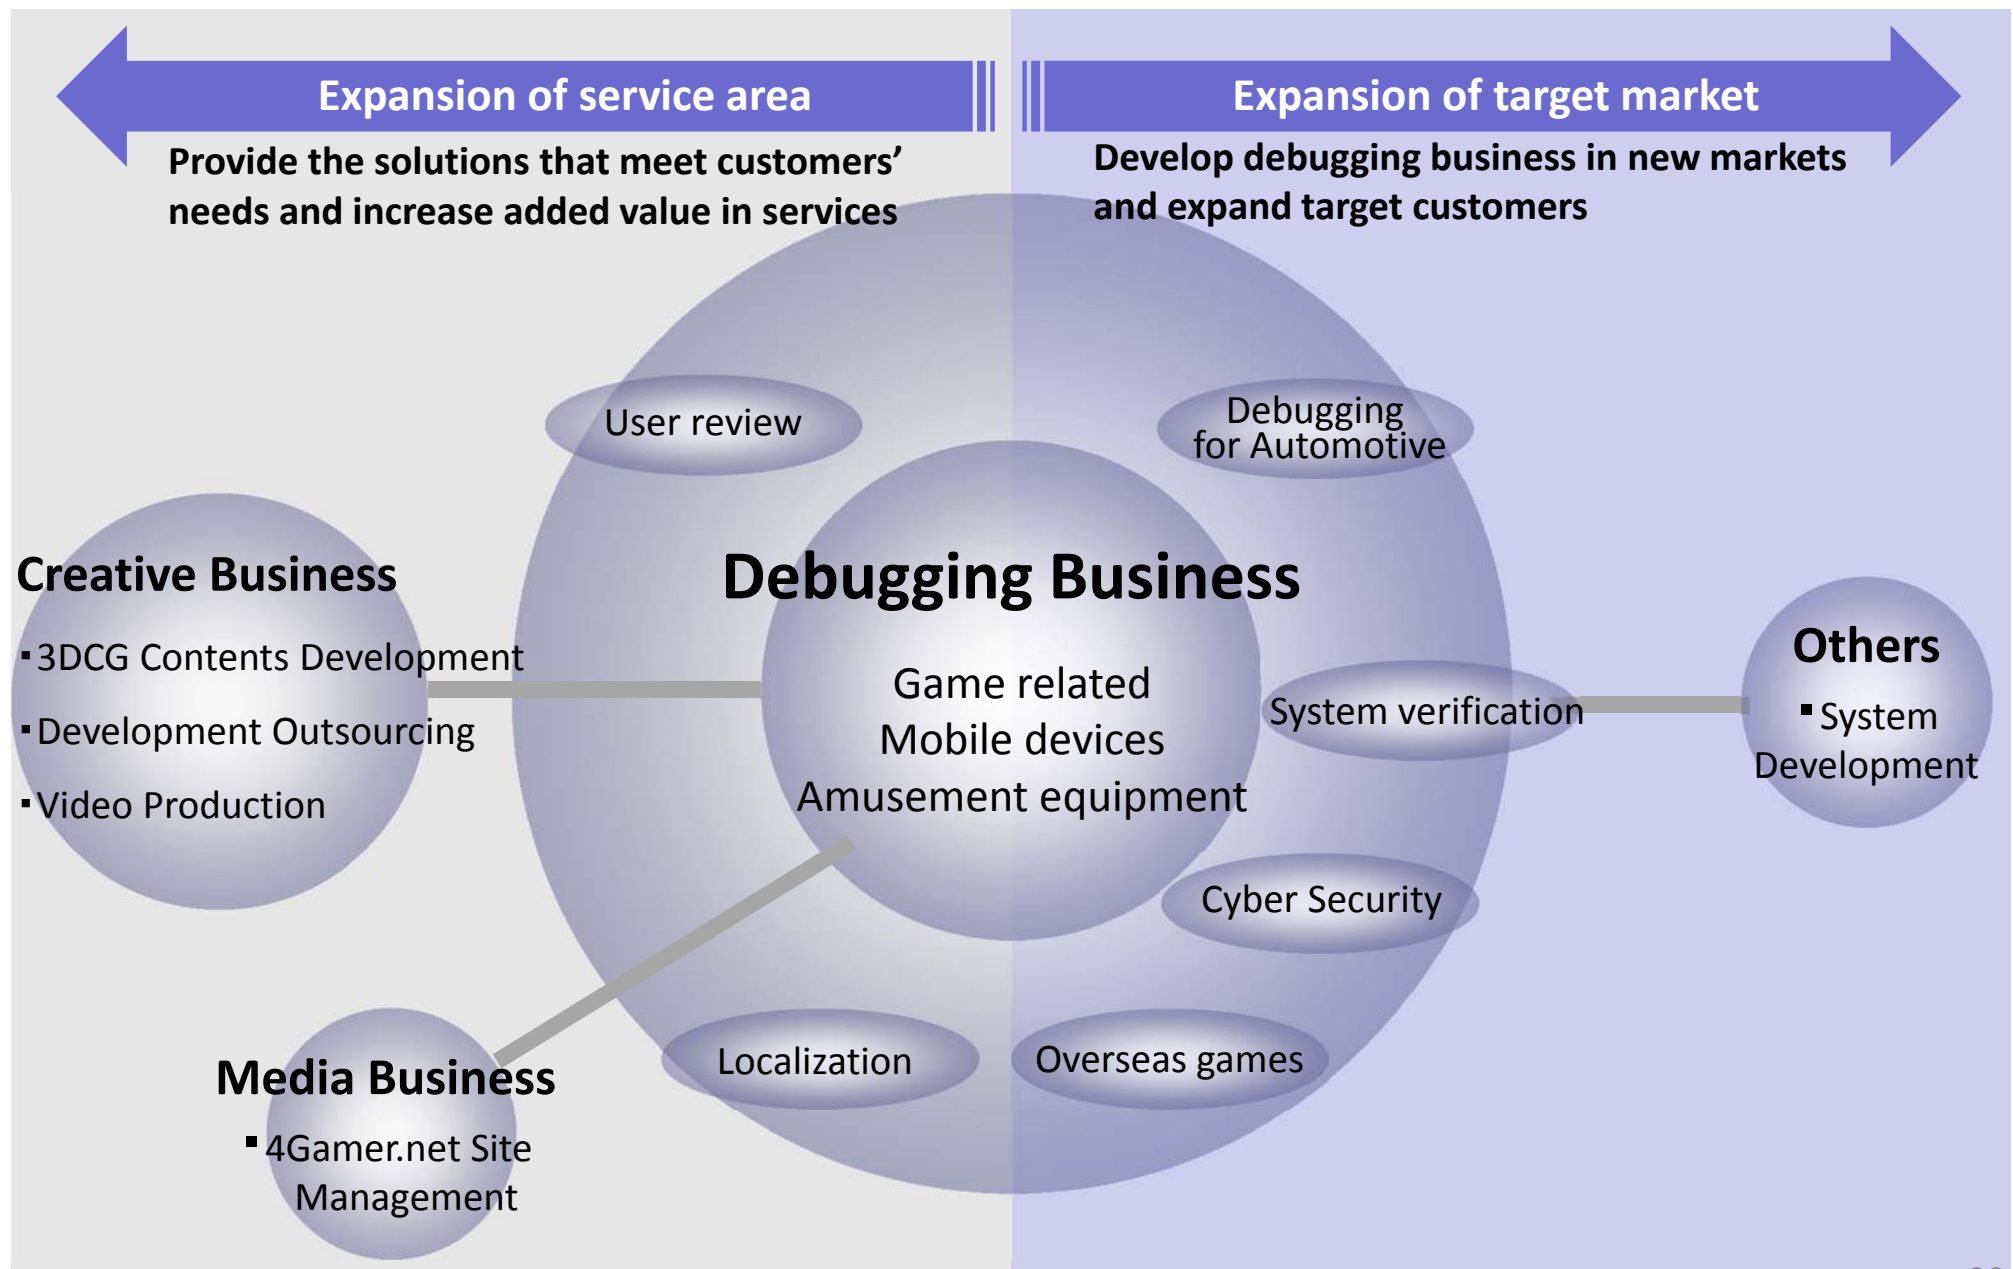 Expansion of service area
Provide the solutions that meet customers’
needs and increase added value in services
Expansion of target market
Develop debugging business in new markets
and expand target customers
User review
Debugging
for Automotive
Creative Business
▪3DCG Contents Development
▪Development Outsourcing
▪Video Production
Debugging Business
Game related
Mobile devices
Amusement equipment
System verification
Others
▪System
Development
Cyber Security
Localization
Overseas games
Media Business
▪4Gamer.net Site
Management